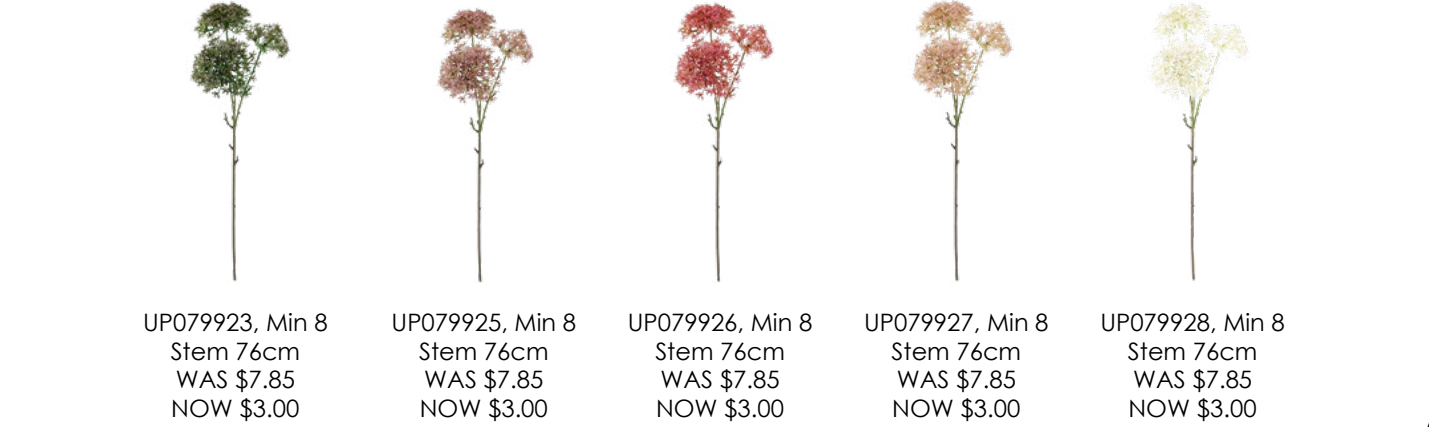 UP079923, Min 8
Stem 76cm
WAS $7.85
NOW $3.00
UP079925, Min 8
Stem 76cm
WAS $7.85
NOW $3.00
UP079926, Min 8
Stem 76cm
WAS $7.85
NOW $3.00
UP079927, Min 8
Stem 76cm
WAS $7.85
NOW $3.00
UP079928, Min 8
Stem 76cm
WAS $7.85
NOW $3.00